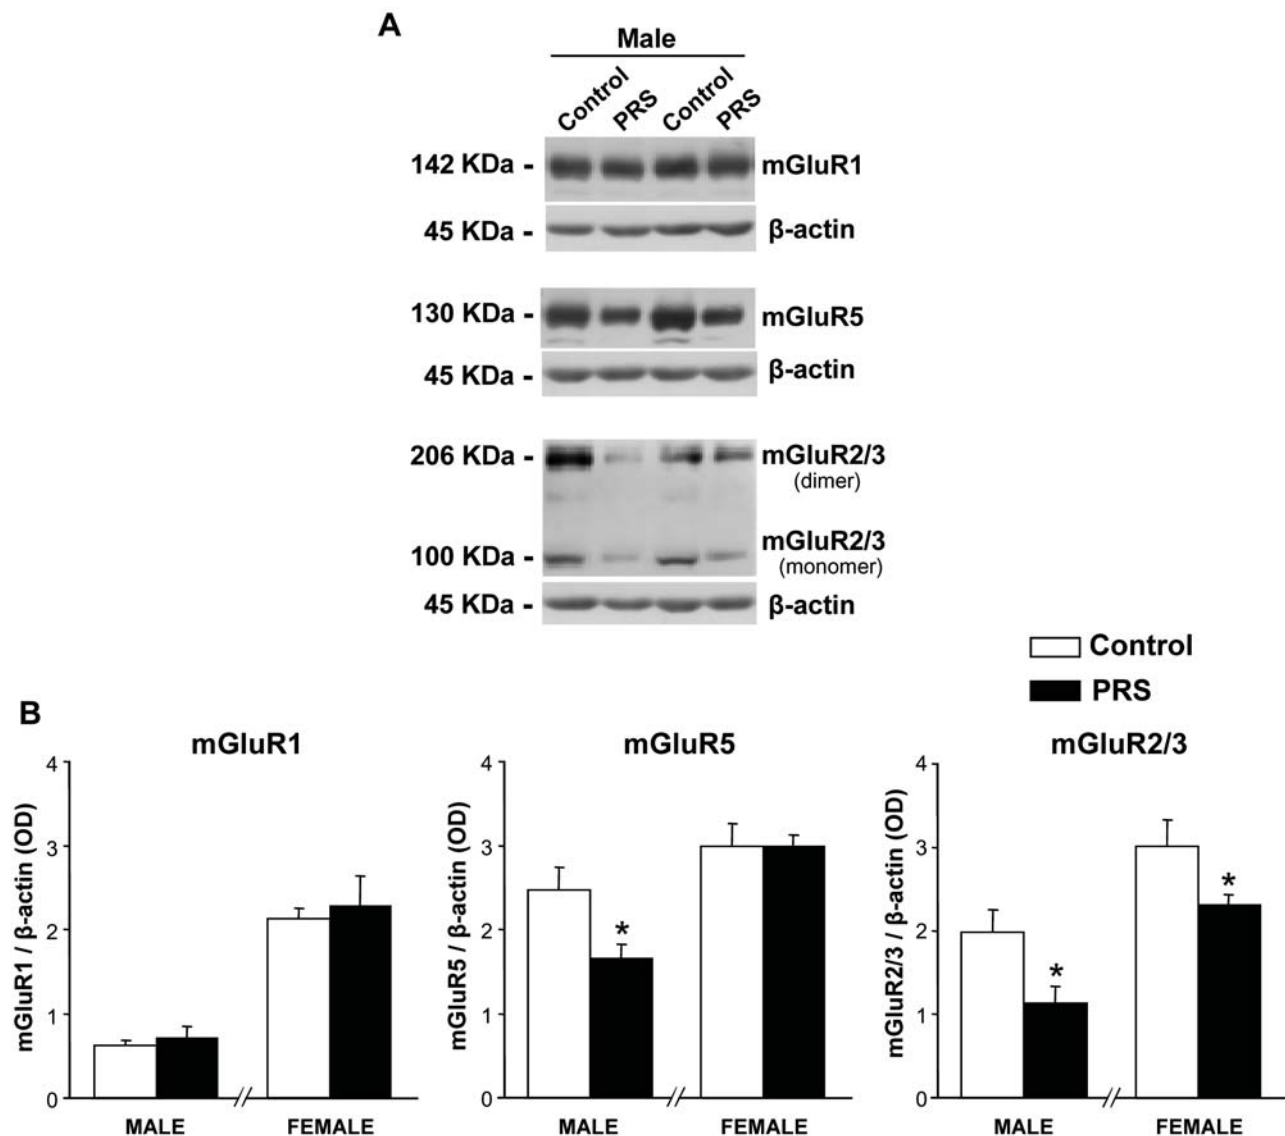 A
Male
Control PRS Control PRS
142 KDa - mGluR1
45 KDa - β-actin
130 KDa - mGluR5
45 KDa - β-actin
206 KDa - mGluR2/3
(dimer)
100 KDa - mGluR2/3
(monomer)
45 KDa - β-actin
Control
PRS
B
mGluR1
mGluR1 / β-actin (OD)
4
3
2
1
0
MALE // FEMALE
mGluR5
mGluR5 / β-actin (OD)
4
3
2
1
0
*
MALE // FEMALE
mGluR2/3
mGluR2/3 / β-actin (OD)
4
3
2
1
0
*
*
MALE // FEMALE